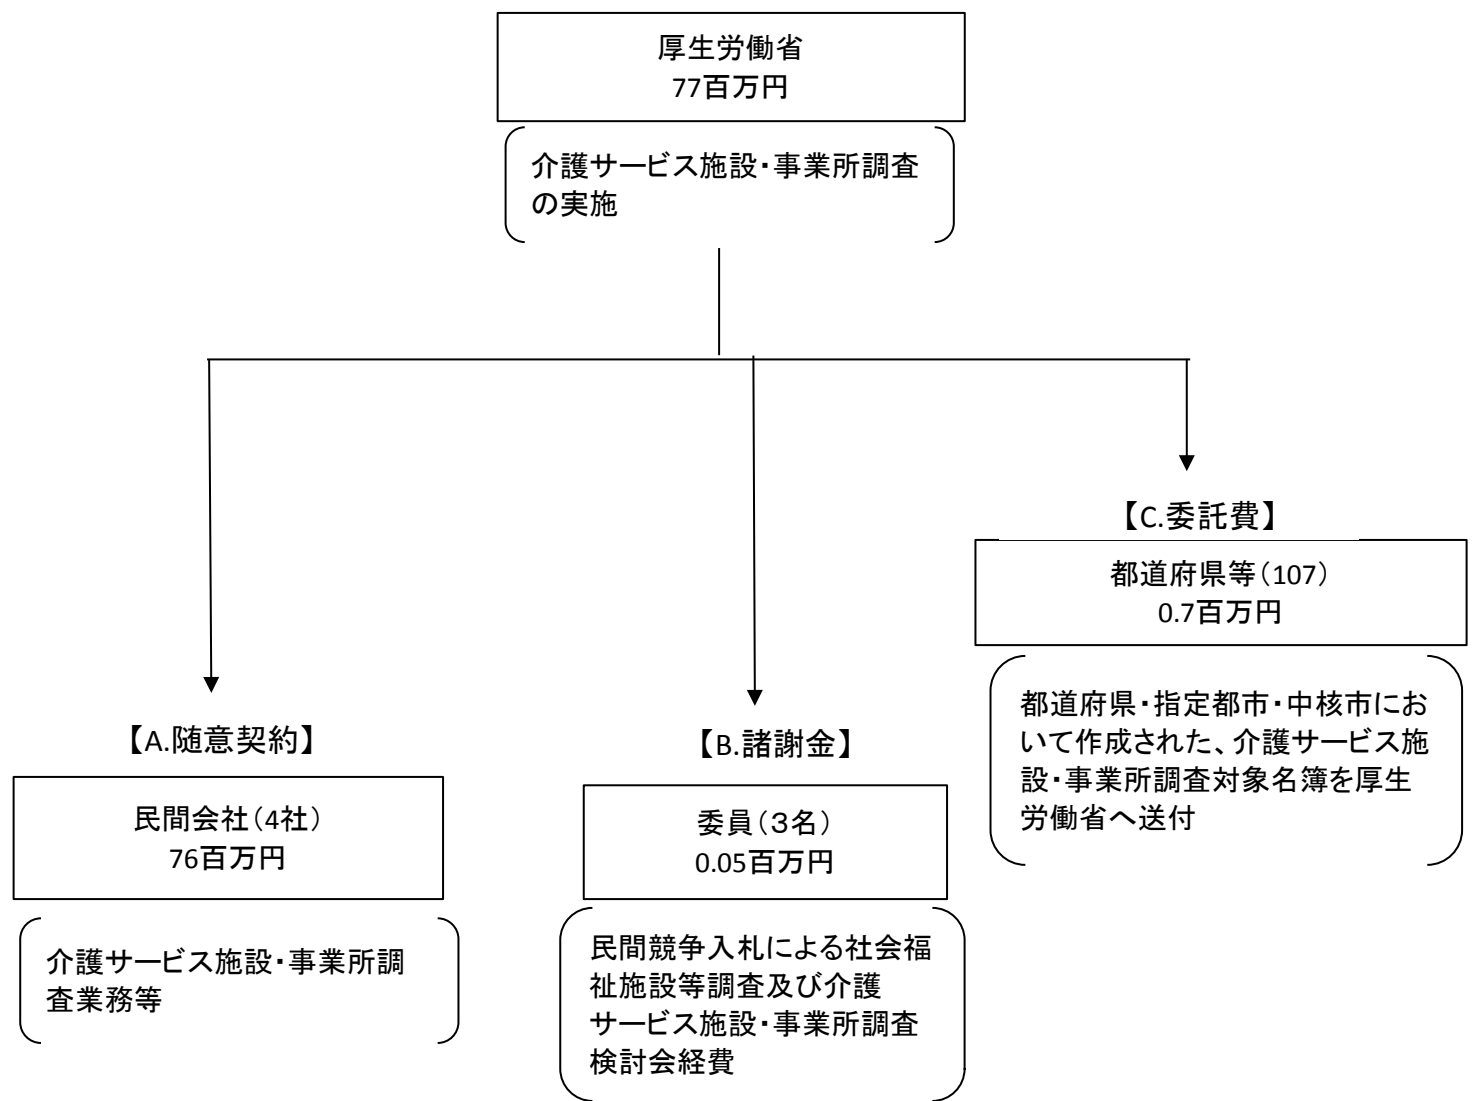 厚生労働省
77百万円
介護サービス施設・事業所調査
の実施
【A.随意契約】
民間会社（4社）
76百万円
介護サービス施設・事業所調
査業務等
【B.諸謝金】
委員（３名）
0.05百万円
民間競争入札による社会福
祉施設等調査及び介護
サービス施設・事業所調査
検討会経費
【C.委託費】
都道府県等（107）
0.7百万円
都道府県・指定都市・中核市にお
いて作成された、介護サービス施
設・事業所調査対象名簿を厚生
労働省へ送付